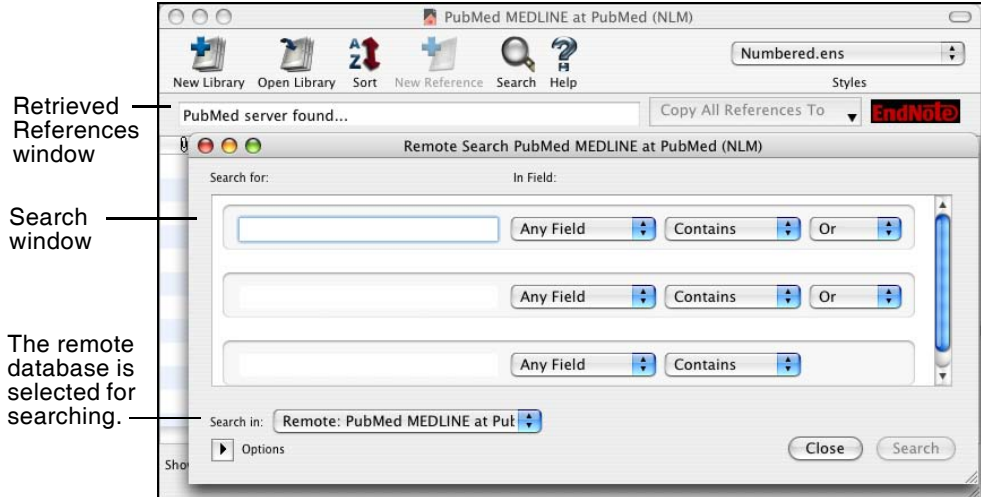 PubMed MEDLINE at PubMed (NLM)
Numbered.ens
New Library Open Library Sort New Reference Search Help Styles
Retrieved
References
window
PubMed server found...
Copy All References To
EndNote
Remote Search PubMed MEDLINE at PubMed (NLM)
Search for: In Field:
Search
window
Any Field Contains Or
Any Field Contains Or
Any Field Contains
The remote
database is
selected for
searching.
Search in: Remote: PubMed MEDLINE at Pub
Options
Close Search
Sho